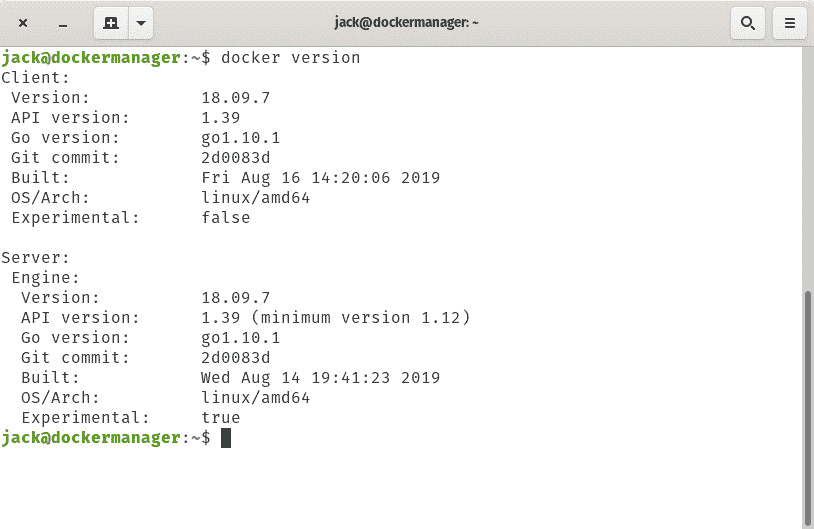 jack@dockermanager: ~
jack@dockermanager:~$ docker version
Client:
 Version:           18.09.7
 API version:       1.39
 Go version:        go1.10.1
 Git commit:        2d0083d
 Built:             Fri Aug 16 14:20:06 2019
 OS/Arch:           linux/amd64
 Experimental:      false

Server:
 Engine:
  Version:          18.09.7
  API version:      1.39 (minimum version 1.12)
  Go version:       go1.10.1
  Git commit:       2d0083d
  Built:            Wed Aug 14 19:41:23 2019
  OS/Arch:          linux/amd64
  Experimental:     true
jack@dockermanager:~$